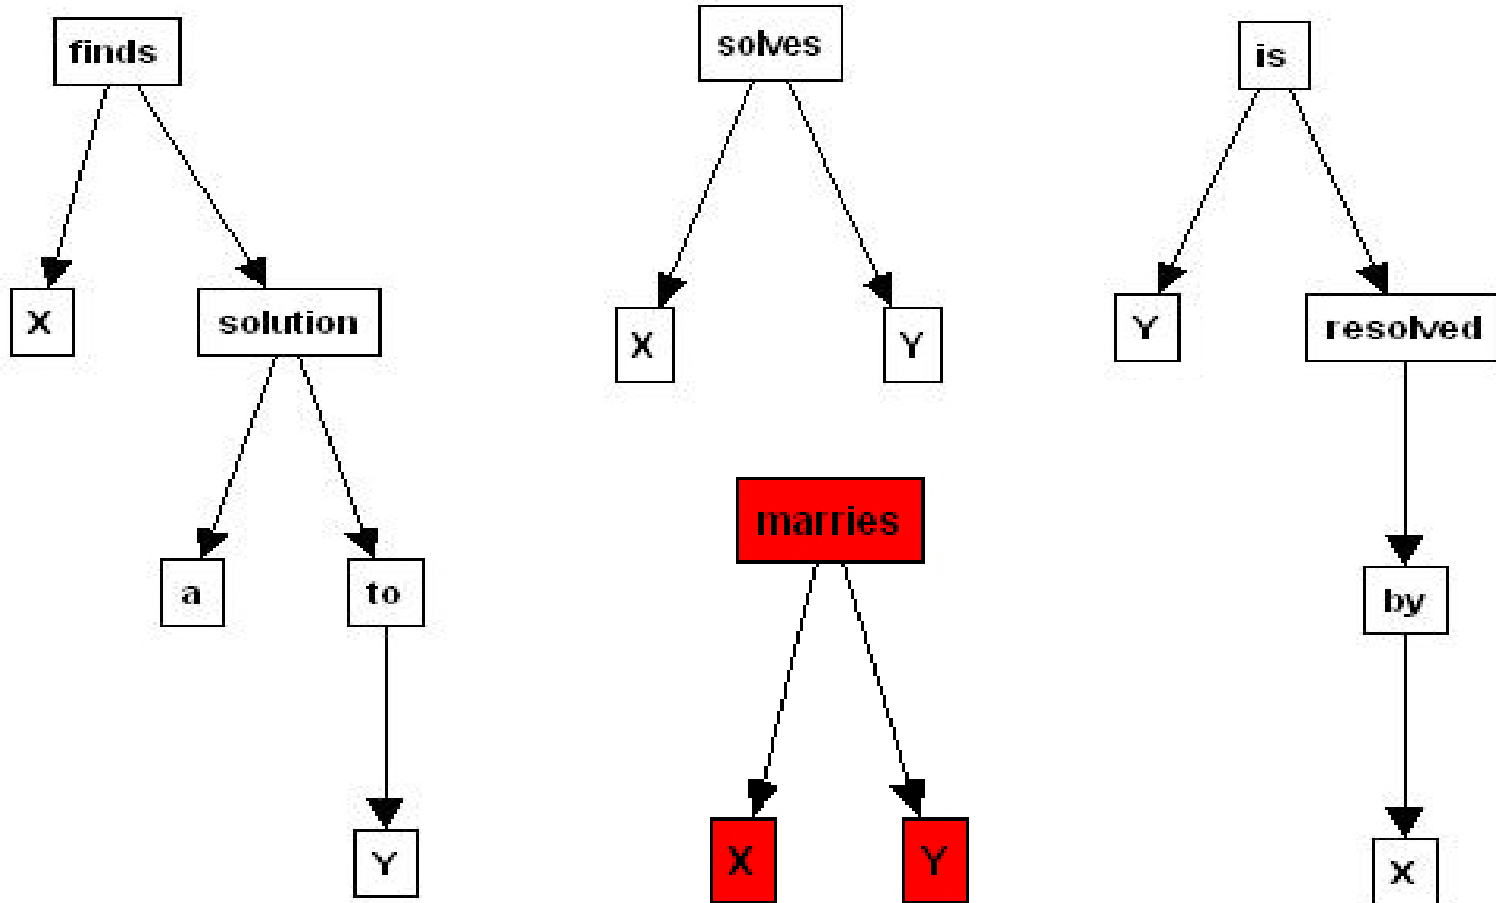 finds
X
solution
a
to
Y
solves
X
Y
marries
X
Y
is
Y
resolved
by
X